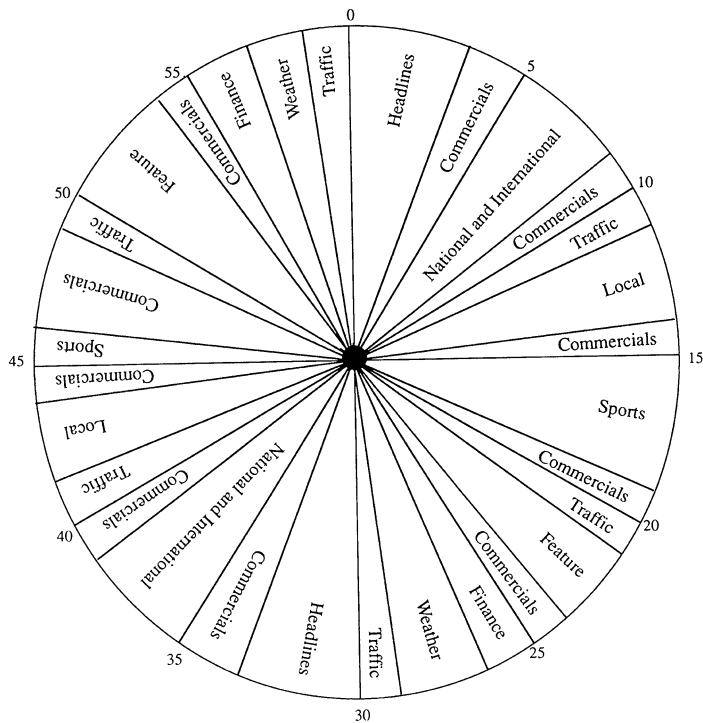 0
Headlines
Commercials
5
National and International
Commercials
10
Traffic
Local
Commercials
15
Sports
Commercials
20
Traffic
Feature
Commercials
25
Finance
Weather
Traffic
30
Headlines
Commercials
35
National and International
Commercials
40
Traffic
Local
Commercials
45
Sports
Commercials
Traffic
50
Feature
Commercials
55
Finance
Weather
Traffic